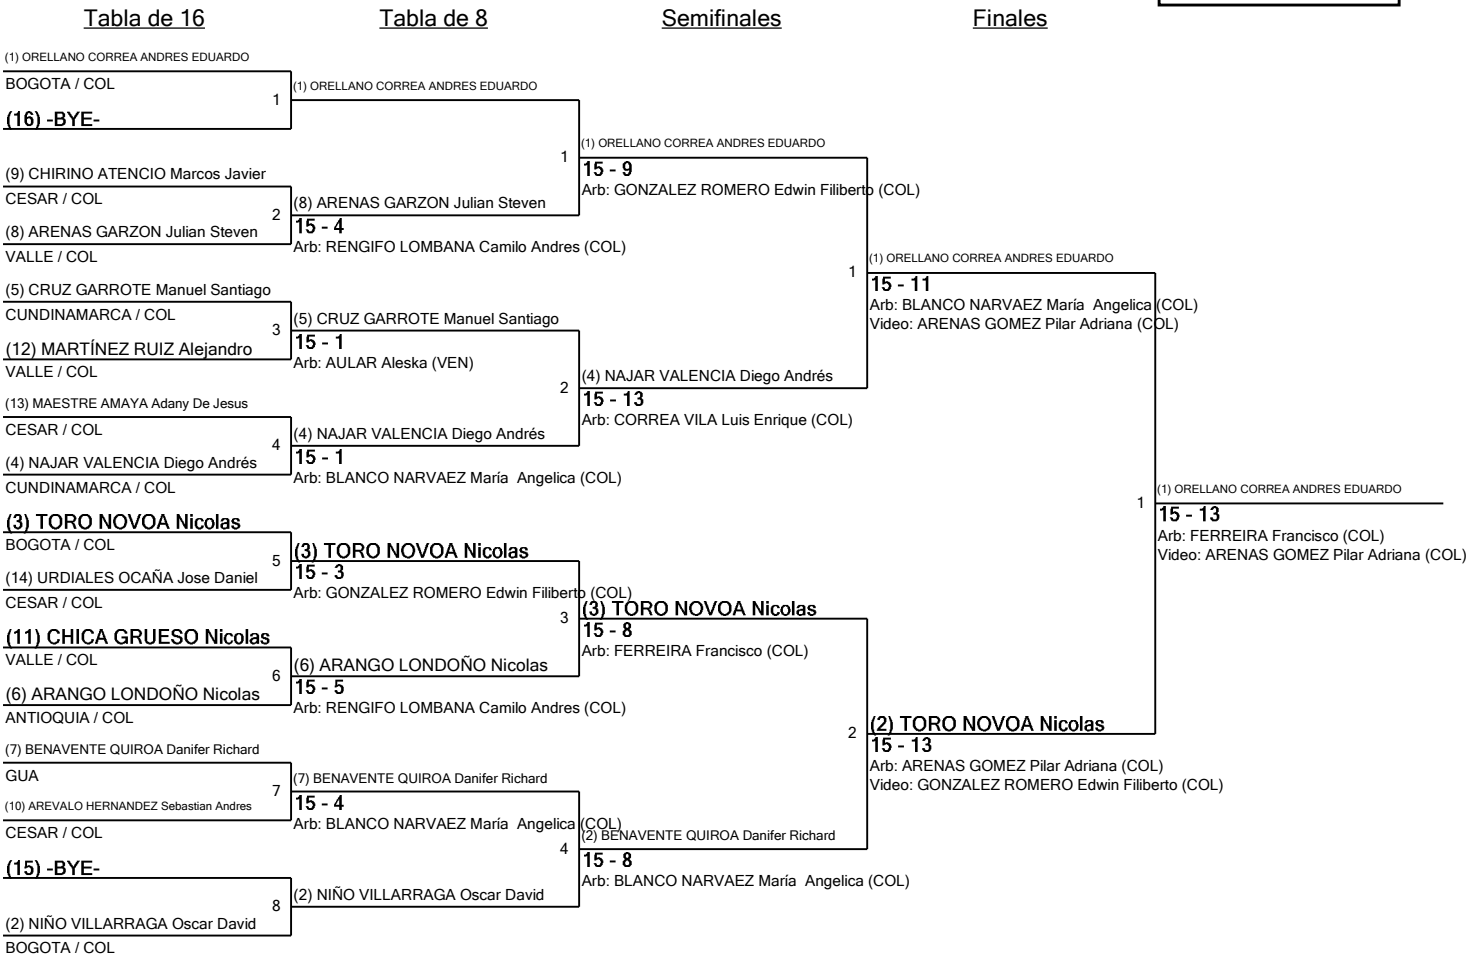 Tabla de 16
Tabla de 8
Semifinales
Finales
(1) ORELLANO CORREA ANDRES EDUARDO
BOGOTA / COL
1
(16) -BYE-
(9) CHIRINO ATENCIO Marcos Javier
CESAR / COL
2
(8) ARENAS GARZON Julian Steven
VALLE / COL
(5) CRUZ GARROTE Manuel Santiago
CUNDINAMARCA / COL
3
(12) MARTÍNEZ RUIZ Alejandro
VALLE / COL
(13) MAESTRE AMAYA Adany De Jesus
CESAR / COL
4
(4) NAJAR VALENCIA Diego Andrés
CUNDINAMARCA / COL
(3) TORO NOVOA Nicolas
BOGOTA / COL
5
(14) URDIALES OCAÑA Jose Daniel
CESAR / COL
(11) CHICA GRUESO Nicolas
VALLE / COL
6
(6) ARANGO LONDOÑO Nicolas
ANTIOQUIA / COL
(7) BENAVENTE QUIROA Danifer Richard
GUA
7
(10) AREVALO HERNANDEZ Sebastian Andres
CESAR / COL
(15) -BYE-
8
(2) NIÑO VILLARRAGA Oscar David
BOGOTA / COL
(1) ORELLANO CORREA ANDRES EDUARDO
1
(8) ARENAS GARZON Julian Steven
15 - 4
Arb: RENGIFO LOMBANA Camilo Andres (COL)
(5) CRUZ GARROTE Manuel Santiago
15 - 1
Arb: AULAR Aleska (VEN)
2
(4) NAJAR VALENCIA Diego Andrés
15 - 1
Arb: BLANCO NARVAEZ María  Angelica (COL)
(3) TORO NOVOA Nicolas
15 - 3
Arb: GONZALEZ ROMERO Edwin Filiberto (COL)
3
(6) ARANGO LONDOÑO Nicolas
15 - 5
Arb: RENGIFO LOMBANA Camilo Andres (COL)
(7) BENAVENTE QUIROA Danifer Richard
15 - 4
Arb: BLANCO NARVAEZ María  Angelica (COL)
4
(2) NIÑO VILLARRAGA Oscar David
(1) ORELLANO CORREA ANDRES EDUARDO
15 - 9
Arb: GONZALEZ ROMERO Edwin Filiberto (COL)
1
(4) NAJAR VALENCIA Diego Andrés
15 - 13
Arb: CORREA VILA Luis Enrique (COL)
(3) TORO NOVOA Nicolas
15 - 8
Arb: FERREIRA Francisco (COL)
2
(2) BENAVENTE QUIROA Danifer Richard
15 - 8
Arb: BLANCO NARVAEZ María  Angelica (COL)
(1) ORELLANO CORREA ANDRES EDUARDO
15 - 11
Arb: BLANCO NARVAEZ María  Angelica (COL)
Video: ARENAS GOMEZ Pilar Adriana (COL)
1
(2) TORO NOVOA Nicolas
15 - 13
Arb: ARENAS GOMEZ Pilar Adriana (COL)
Video: GONZALEZ ROMERO Edwin Filiberto (COL)
(1) ORELLANO CORREA ANDRES EDUARDO
15 - 13
Arb: FERREIRA Francisco (COL)
Video: ARENAS GOMEZ Pilar Adriana (COL)